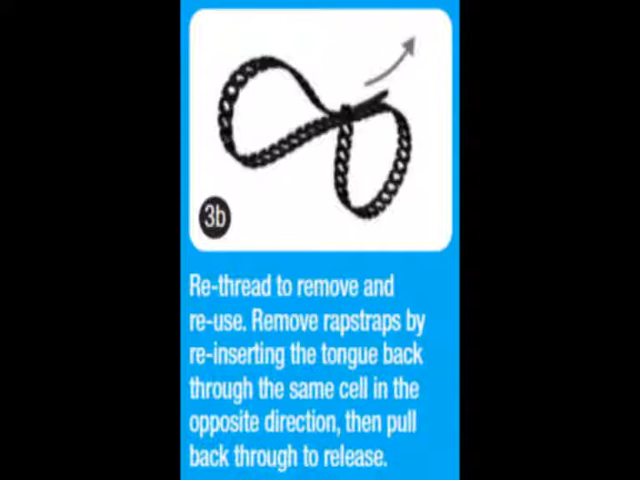 3b
Re-thread to remove and
re-use. Remove rapstraps by
re-inserting the tongue back
through the same cell in the
opposite direction, then pull
back through to release.